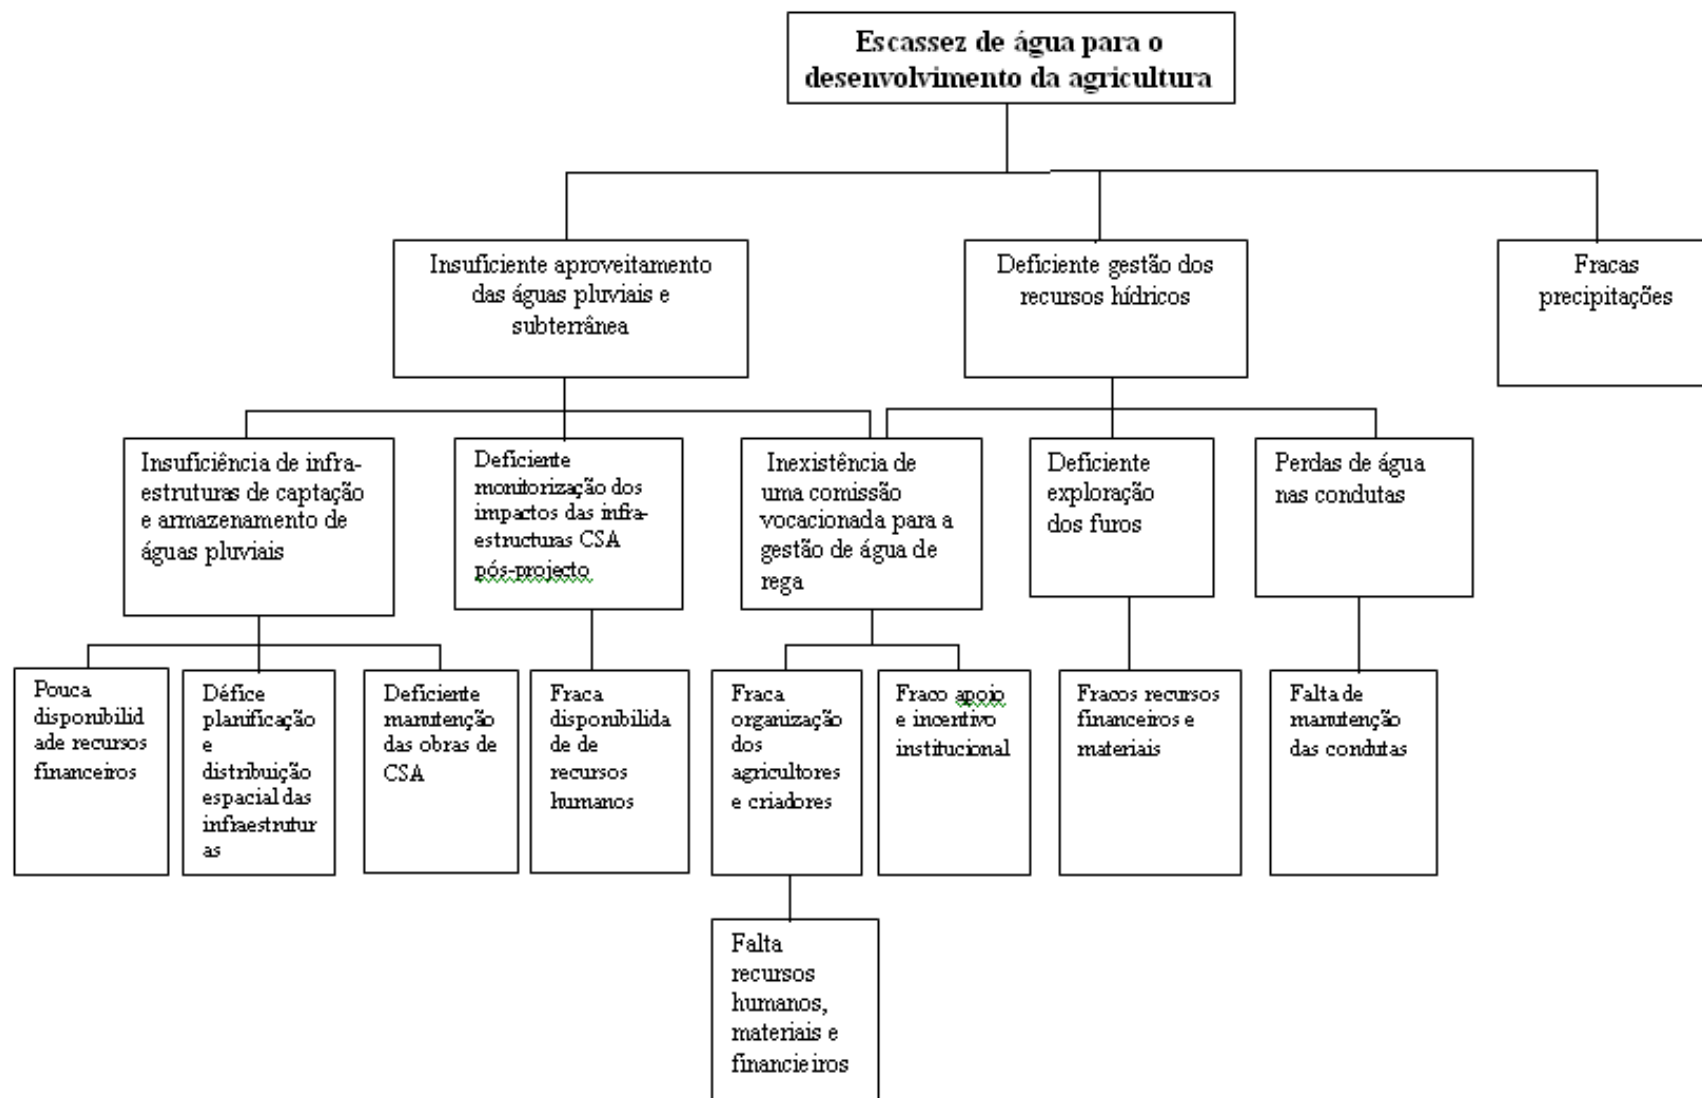 Escassez de água para o
desenvolvimento da agricultura
Insuficiente aproveitamento
das águas pluviais e
subterrânea
Deficiente gestão dos
recursos hídricos
Fracas
precipitações
Insuficiência de infra-
estruturas de captação
e armazenamento de
águas pluviais
Deficiente
monitorização dos
impactos das infra-
estructuras CSA
pós-projecto
Inexistência de
uma comissão
vocacionada para a
gestão de água de
rega
Deficiente
exploração
dos furos
Perdas de água
nas condutas
Pouca
disponibilid
ade recursos
financeiros
Défice
planificação
e
distribuição
espacial das
infraestrutur
as
Deficiente
manutenção
das obras de
CSA
Fraca
disponibilida
de de
recursos
humanos
Fraca
organização
dos
agricultores
e criadores
Fraco apoio
e incentivo
institucional
Fracos recursos
financeiros e
materiais
Falta de
manutenção
das condutas
Falta
recursos
humanos,
materiais e
financieiros